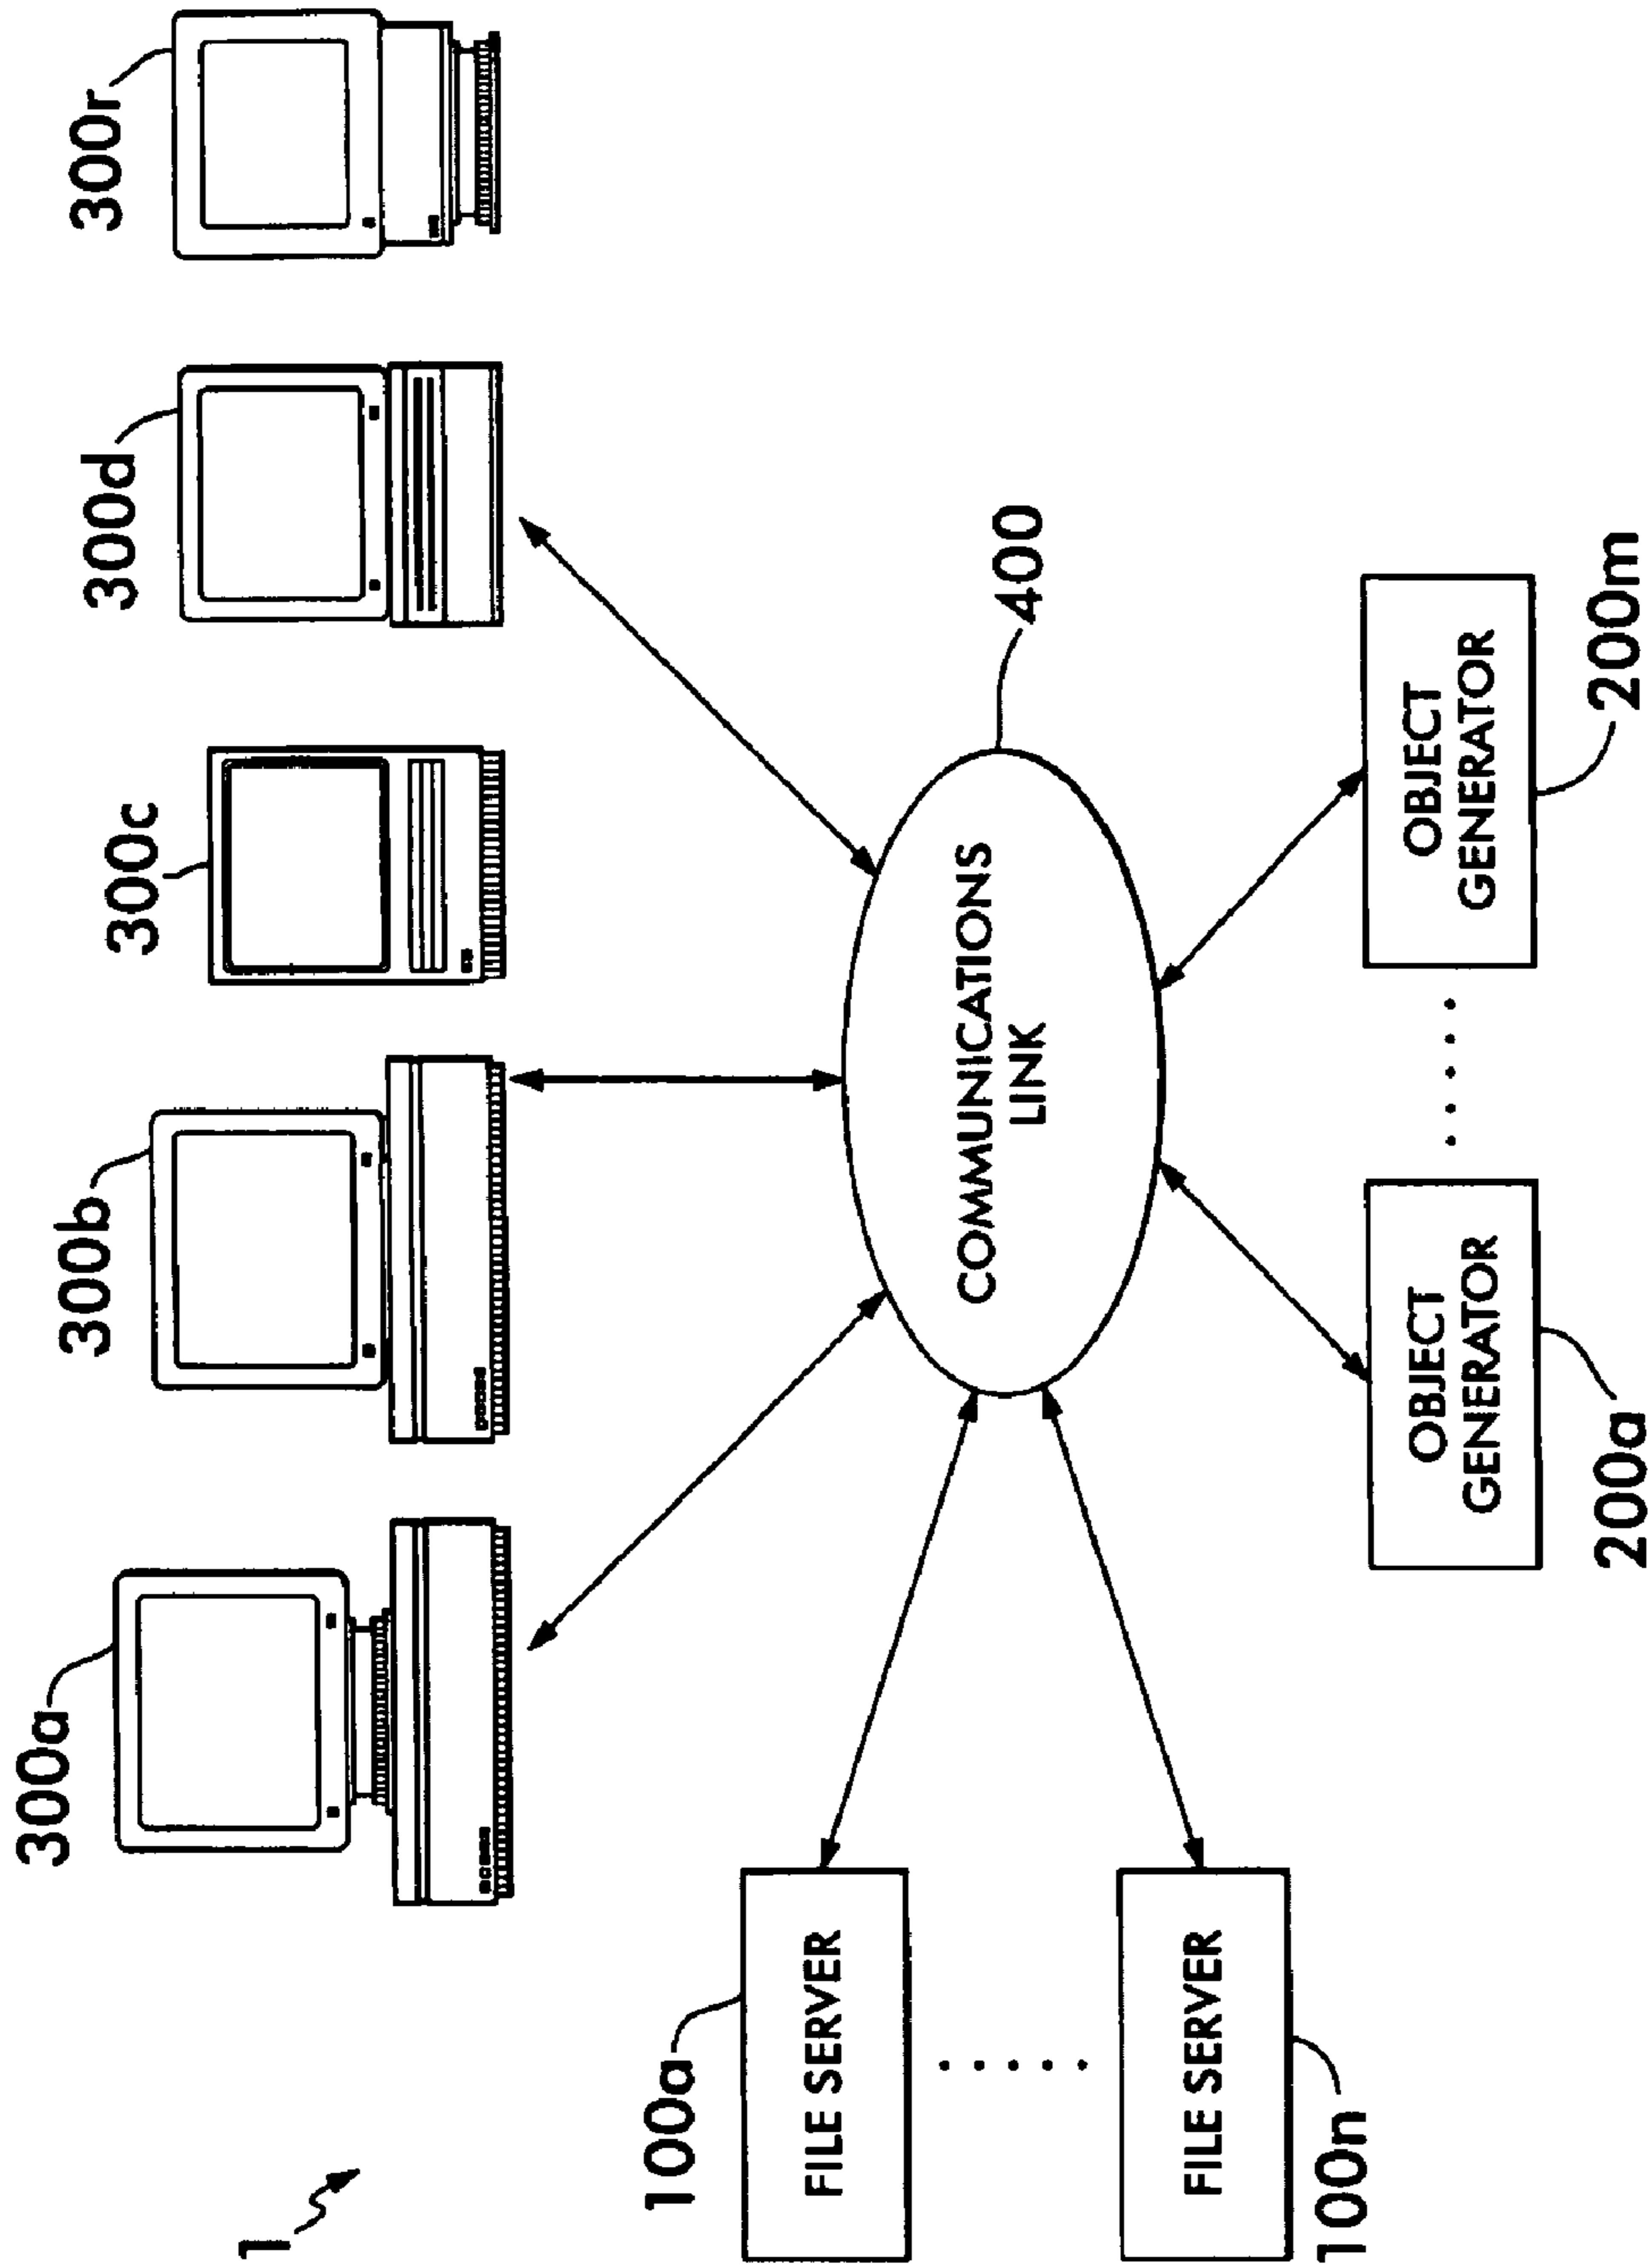 300a
300b
300c
300d
300r
1
400
COMMUNICATIONS
LINK
100a
FILE SERVER
FILE SERVER
100n
OBJECT
GENERATOR
200a
OBJECT
GENERATOR
200m